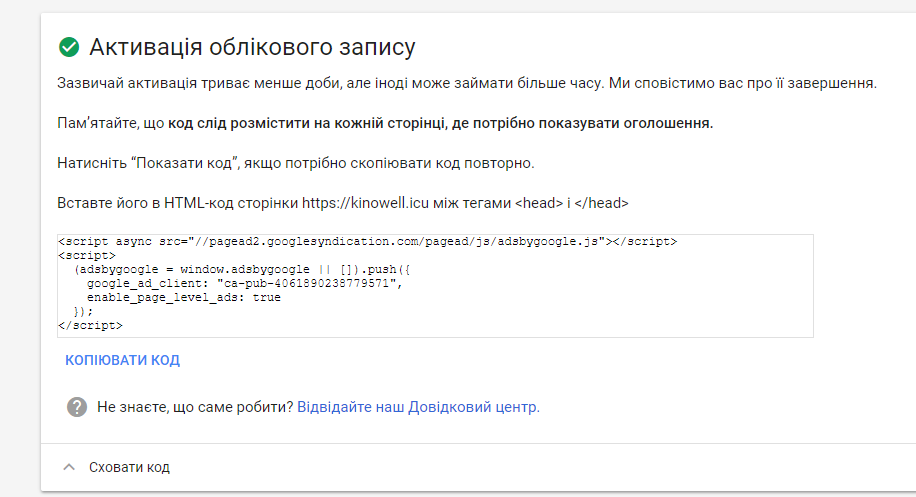 Активація облікового запису
Зазвичай активація триває менше доби, але іноді може займати більше часу. Ми сповістимо вас про її завершення.
Пам’ятайте, що код слід розмістити на кожній сторінці, де потрібно показувати оголошення.
Натисніть “Показати код”, якщо потрібно скопіювати код повторно.
Вставте його в HTML-код сторінки https://kinowell.icu між тегами <head> і </head>
<script async src="//pagead2.googlesyndication.com/pagead/js/adsbygoogle.js"></script>
<script>
  (adsbygoogle = window.adsbygoogle || []).push({
    google_ad_client: "ca-pub-4061890238779571",
    enable_page_level_ads: true
  });
</script>
КОПІЮВАТИ КОД
? Не знаєте, що саме робити? Відвідайте наш Довідковий центр.
Сховати код